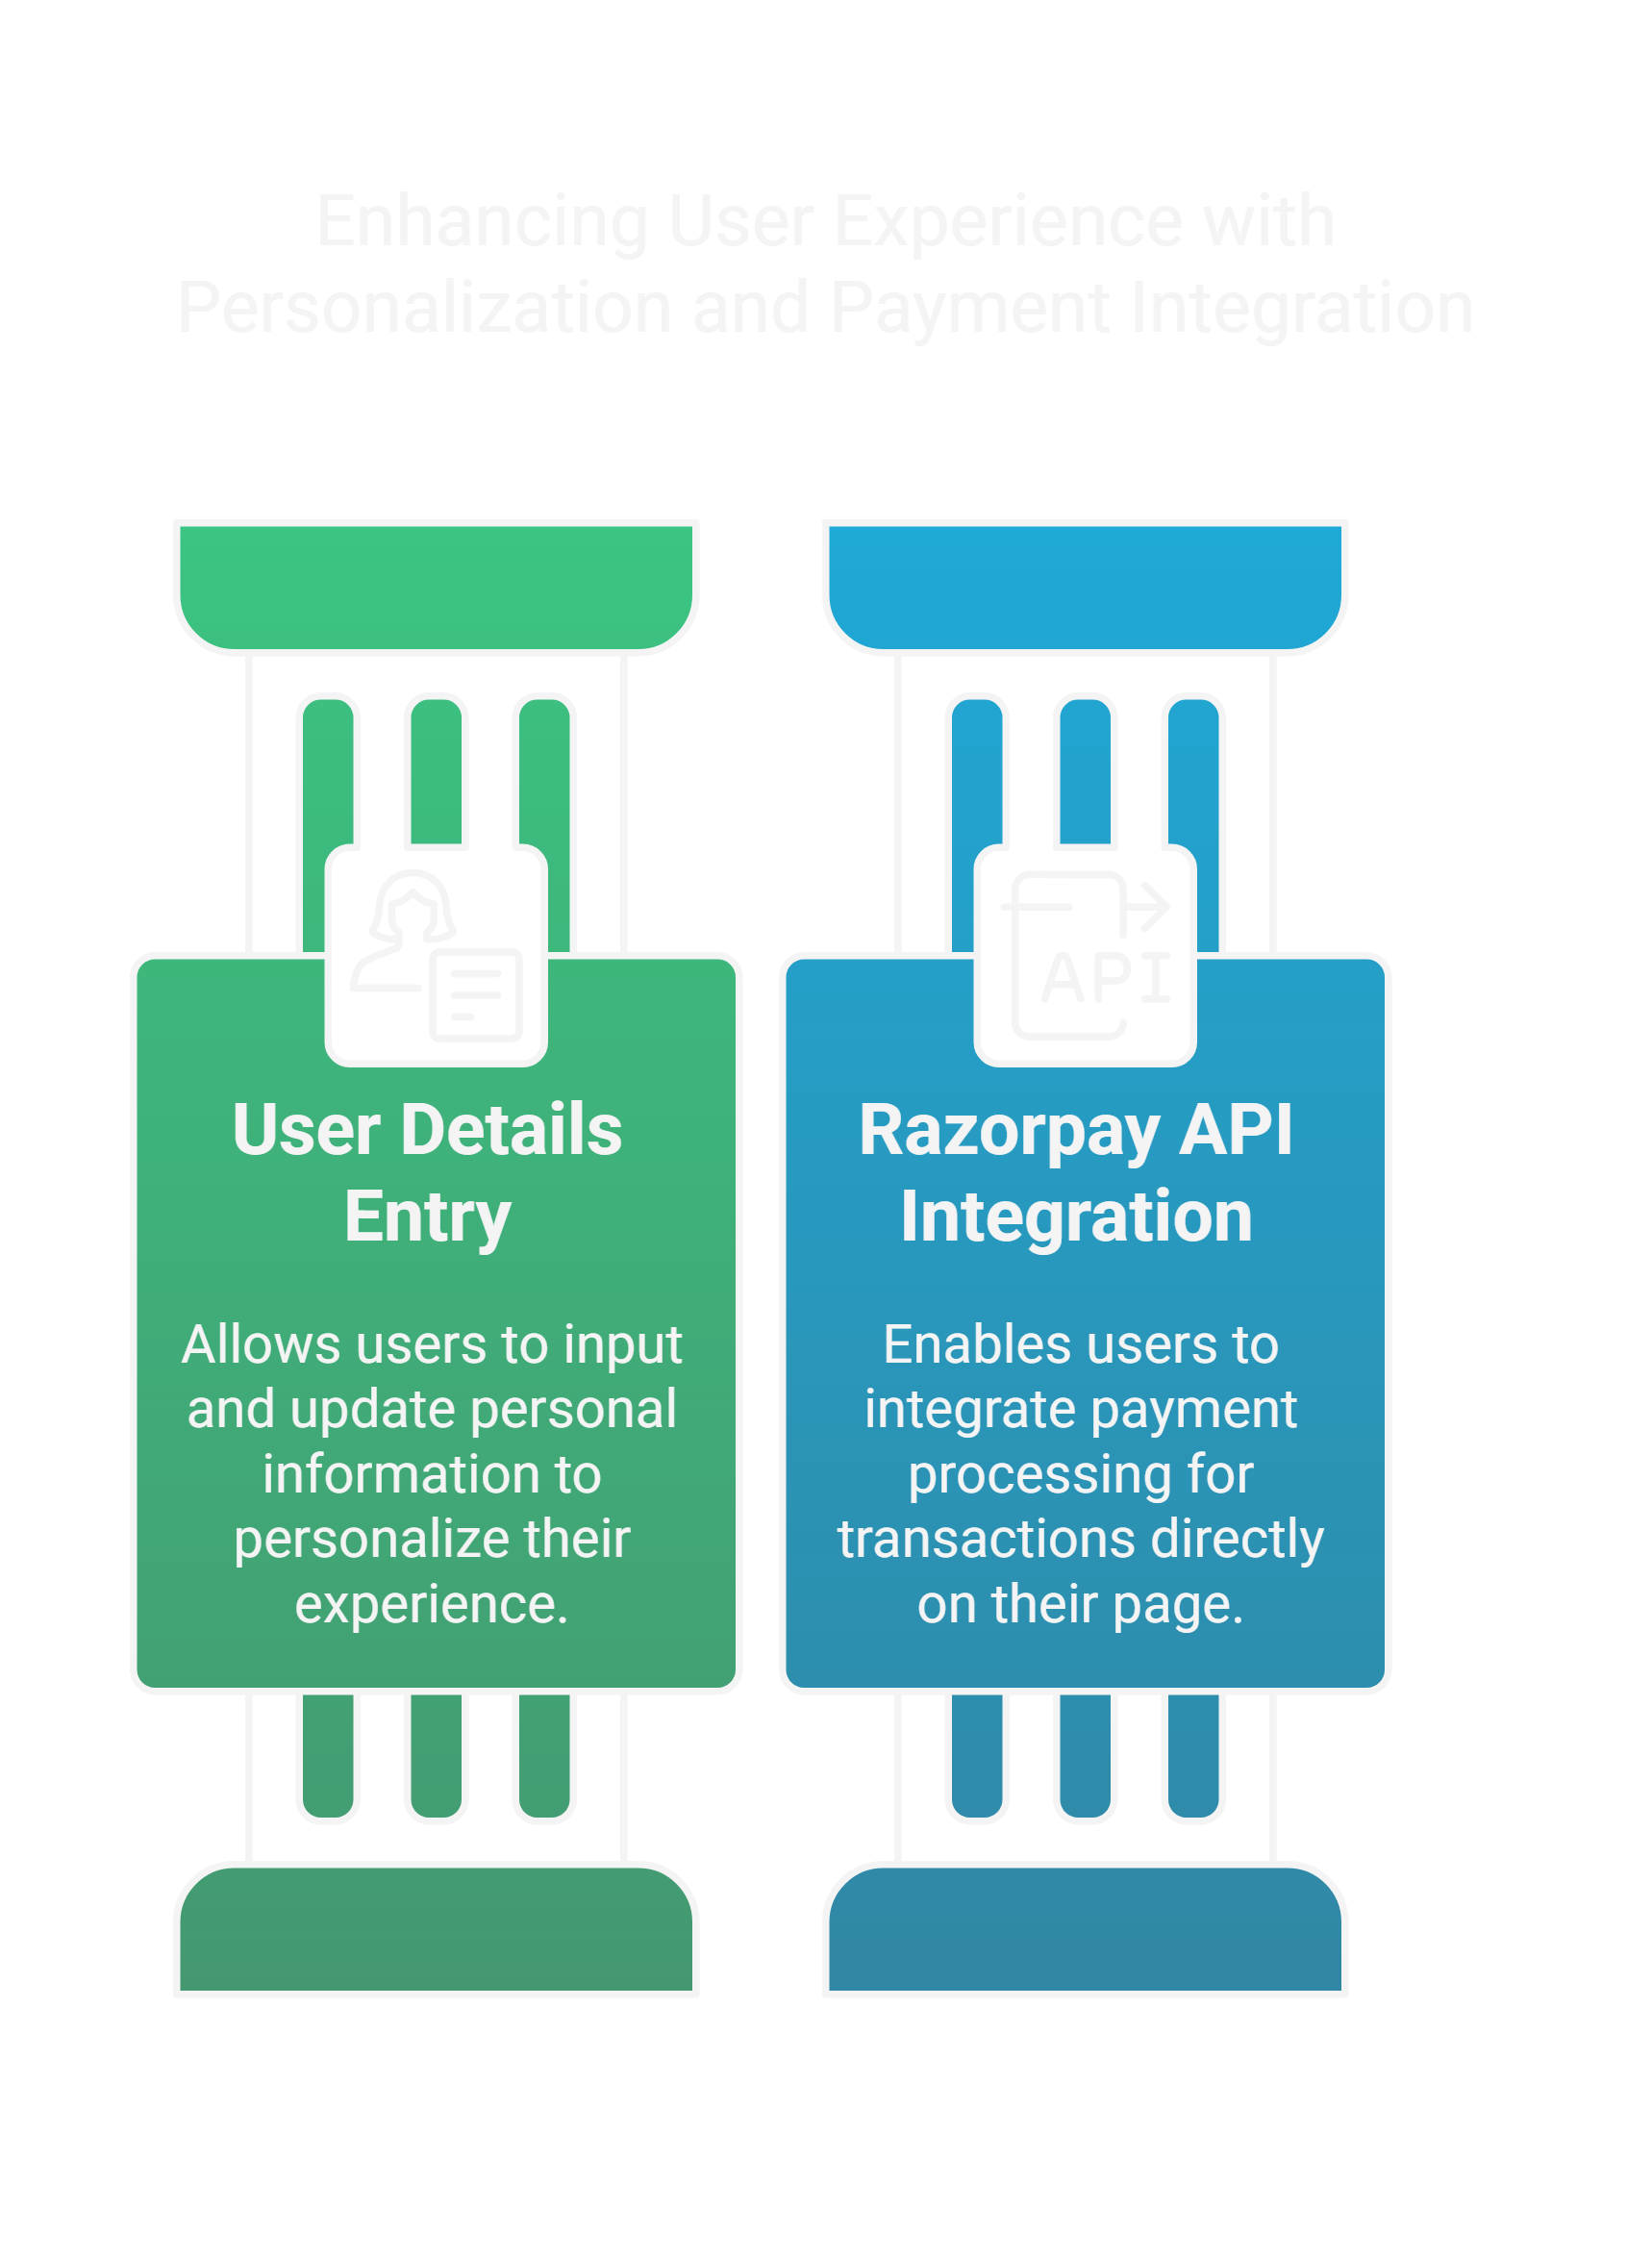 Enhancing User Experience with
Personalization and Payment Integration
API
User Details
Entry
Allows users to input
and update personal
information to
personalize their
experience.
Razorpay API
Integration
Enables users to
integrate payment
processing for
transactions directly
on their page.